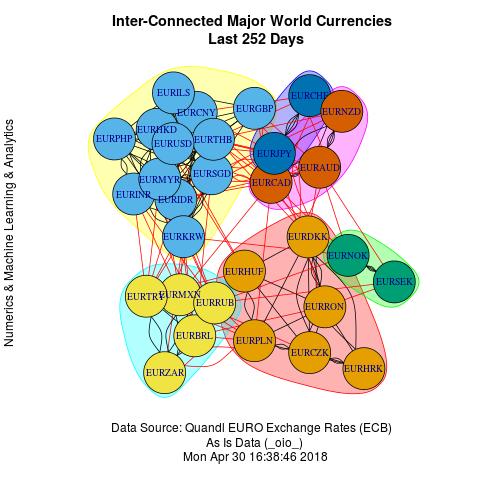 Inter-Connected Major World Currencies
Last 252 Days
Numerics & Machine Learning & Analytics
EURILS
EURCNY
EURGBP
EURCHF
EURNZD
EURPHP
EURHKD
EURUSD
EURTHB
EURJPY
EURAUD
EURMYR
EURSGD
EURCAD
EURINR
EURIDR
EURKRW
EURDKK
EURNOK
EURSEK
EURHUF
EURTRY
EURMXN
EURRUB
EURRON
EURBRL
EURPLN
EURCZK
EURHRK
EURZAR
Data Source: Quandl EURO Exchange Rates (ECB)
As Is Data (_oio_)
Mon Apr 30 16:38:46 2018